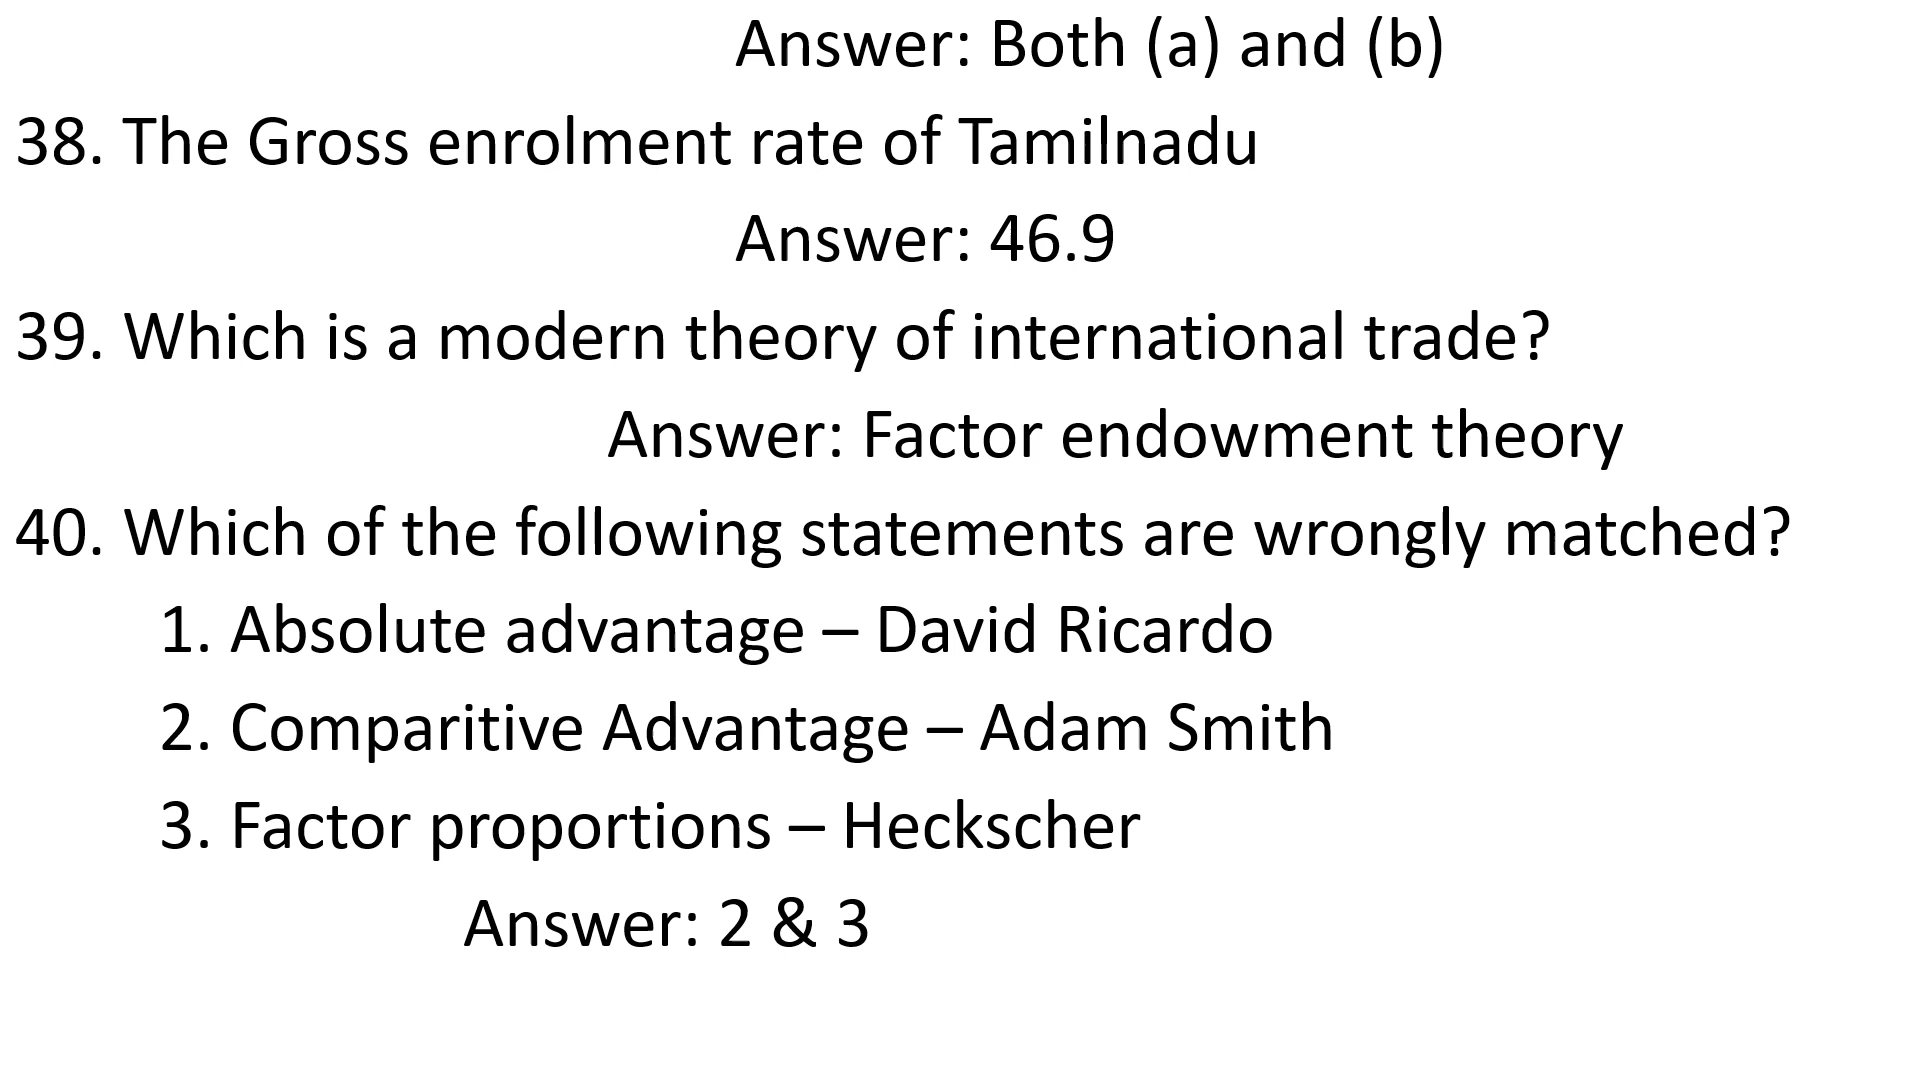 Answer: Both (a) and (b)
38. The Gross enrolment rate of Tamilnadu
Answer: 46.9
39. Which is a modern theory of international trade?
Answer: Factor endowment theory
40. Which of the following statements are wrongly matched?
1. Absolute advantage – David Ricardo
2. Comparitive Advantage – Adam Smith
3. Factor proportions – Heckscher
Answer: 2 & 3